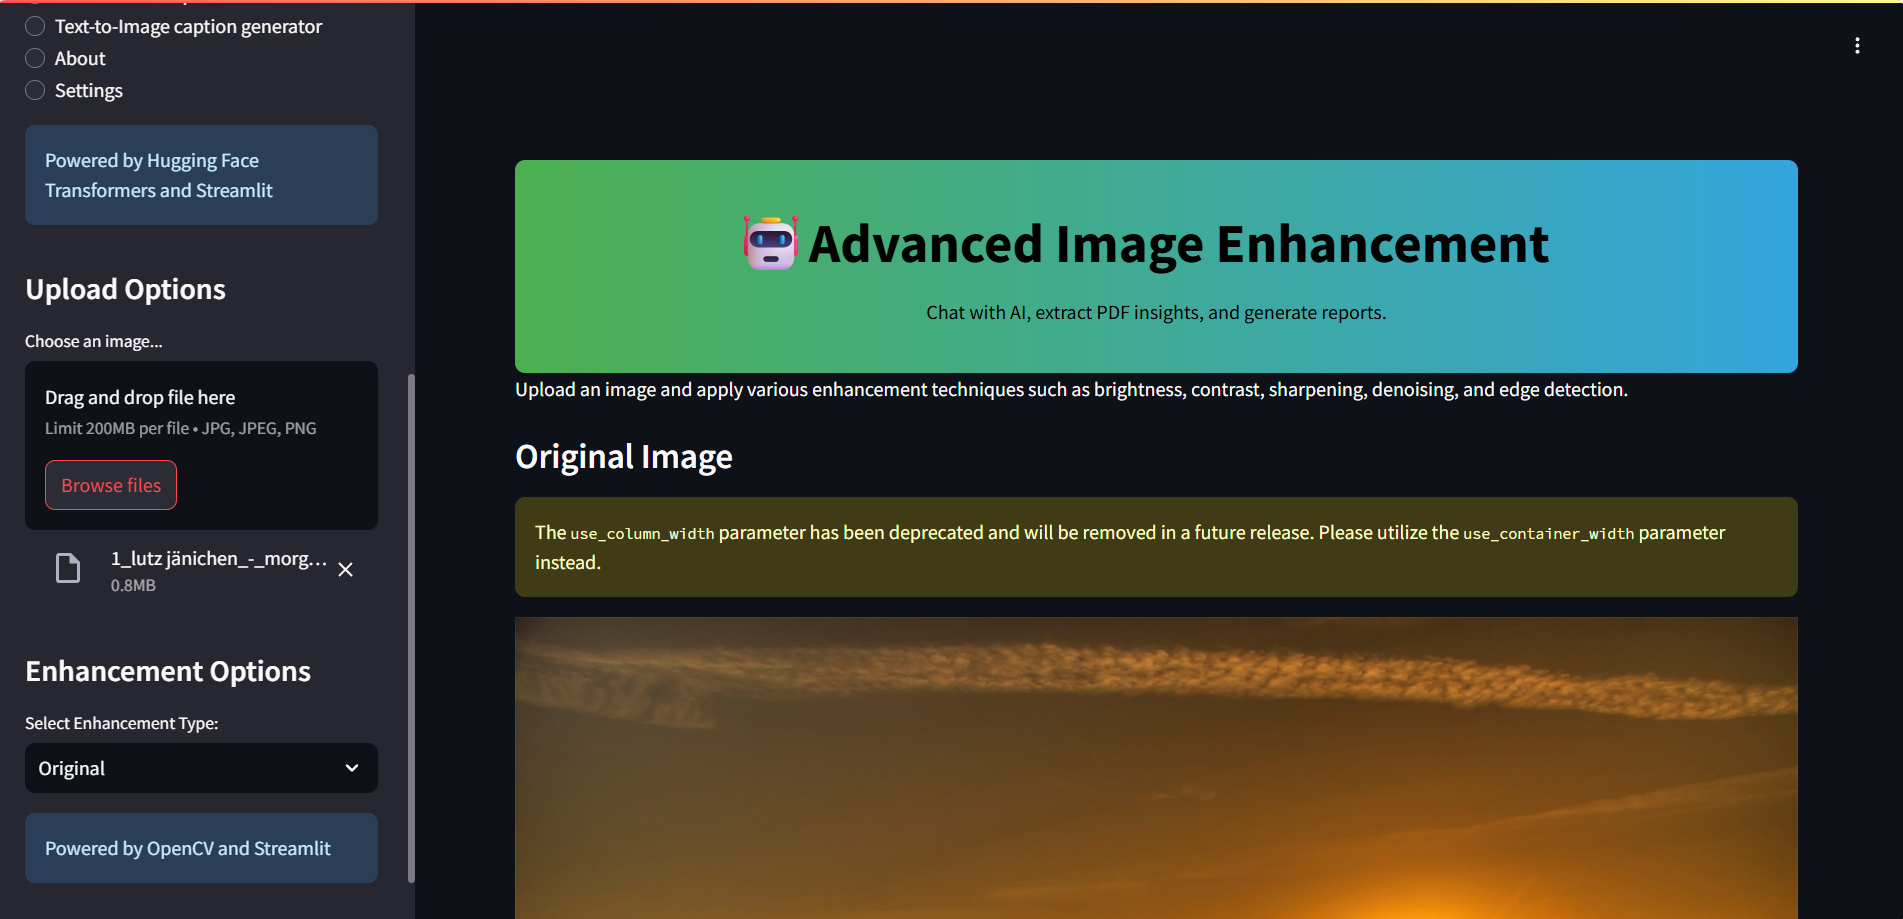 Text-to-Image caption generator
About
Settings
Powered by Hugging Face
Transformers and Streamlit
Upload Options
Choose an image...
Drag and drop file here
Limit 200MB per file • JPG, JPEG, PNG
Browse files
1_lutz jänichen_-_morg...
0.8MB
Enhancement Options
Select Enhancement Type:
Original
Powered by OpenCV and Streamlit
Advanced Image Enhancement
Chat with AI, extract PDF insights, and generate reports.
Upload an image and apply various enhancement techniques such as brightness, contrast, sharpening, denoising, and edge detection.
Original Image
The use_column_width parameter has been deprecated and will be removed in a future release. Please utilize the use_container_width parameter
instead.